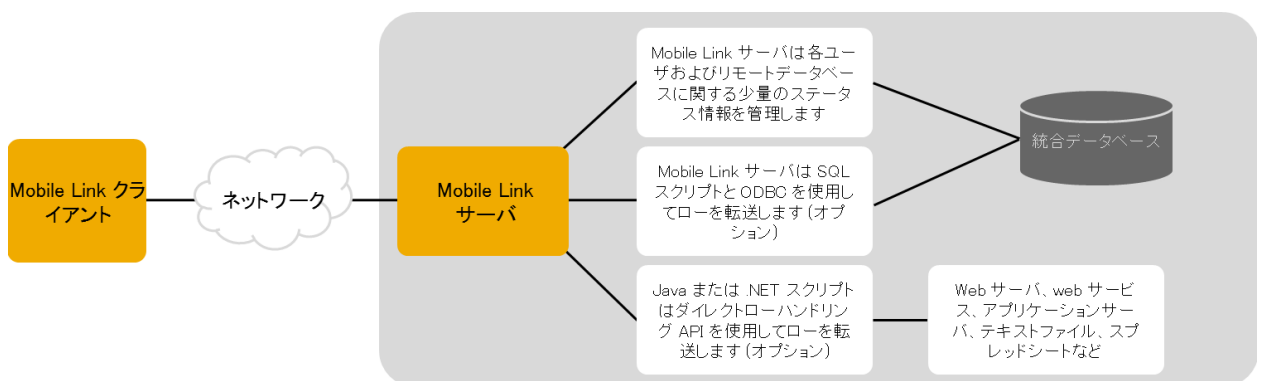 Mobile Link クラ
イアント
ネットワーク
Mobile Link
サーバ
Mobile Link サーバは各ユー
ザおよびリモートデータベー
スに関する少量のステータ
ス情報を管理します
Mobile Link サーバは SQL
スクリプトと ODBC を使用し
てローを転送します（オプ
ション）
Java または .NET スクリプト
はダイレクトローハンドリン
グ API を使用してローを転
送します（オプション）
統合データベース
Web サーバ、web サービ
ス、アプリケーションサー
バ、テキストファイル、スプ
レッドシートなど